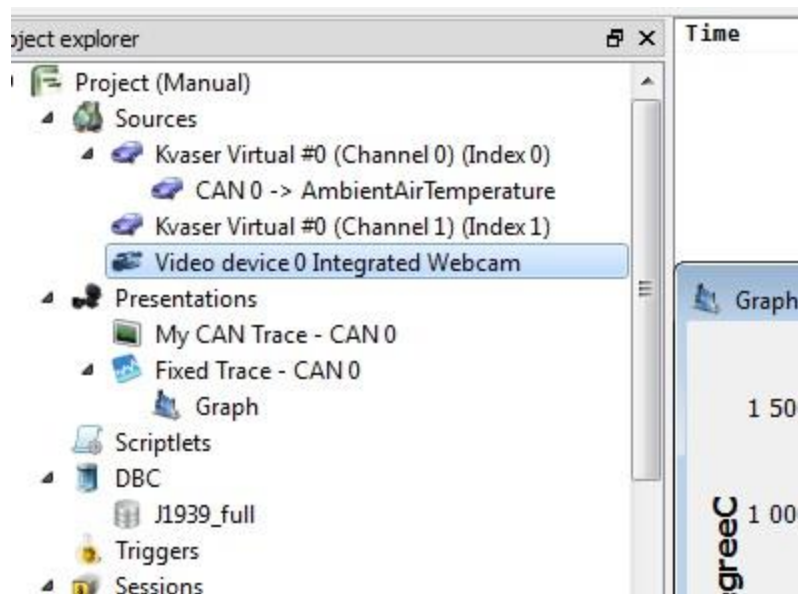 oject explorer
Time
Project (Manual)
Sources
Kvaser Virtual #0 (Channel 0) (Index 0)
CAN 0 -> AmbientAirTemperature
Kvaser Virtual #0 (Channel 1) (Index 1)
Video device 0 Integrated Webcam
Presentations
Graph
My CAN Trace - CAN 0
Fixed Trace - CAN 0
Graph
1 50
Scriptlets
DBC
J1939_full
1 00
egreeC
Triggers
Sessions